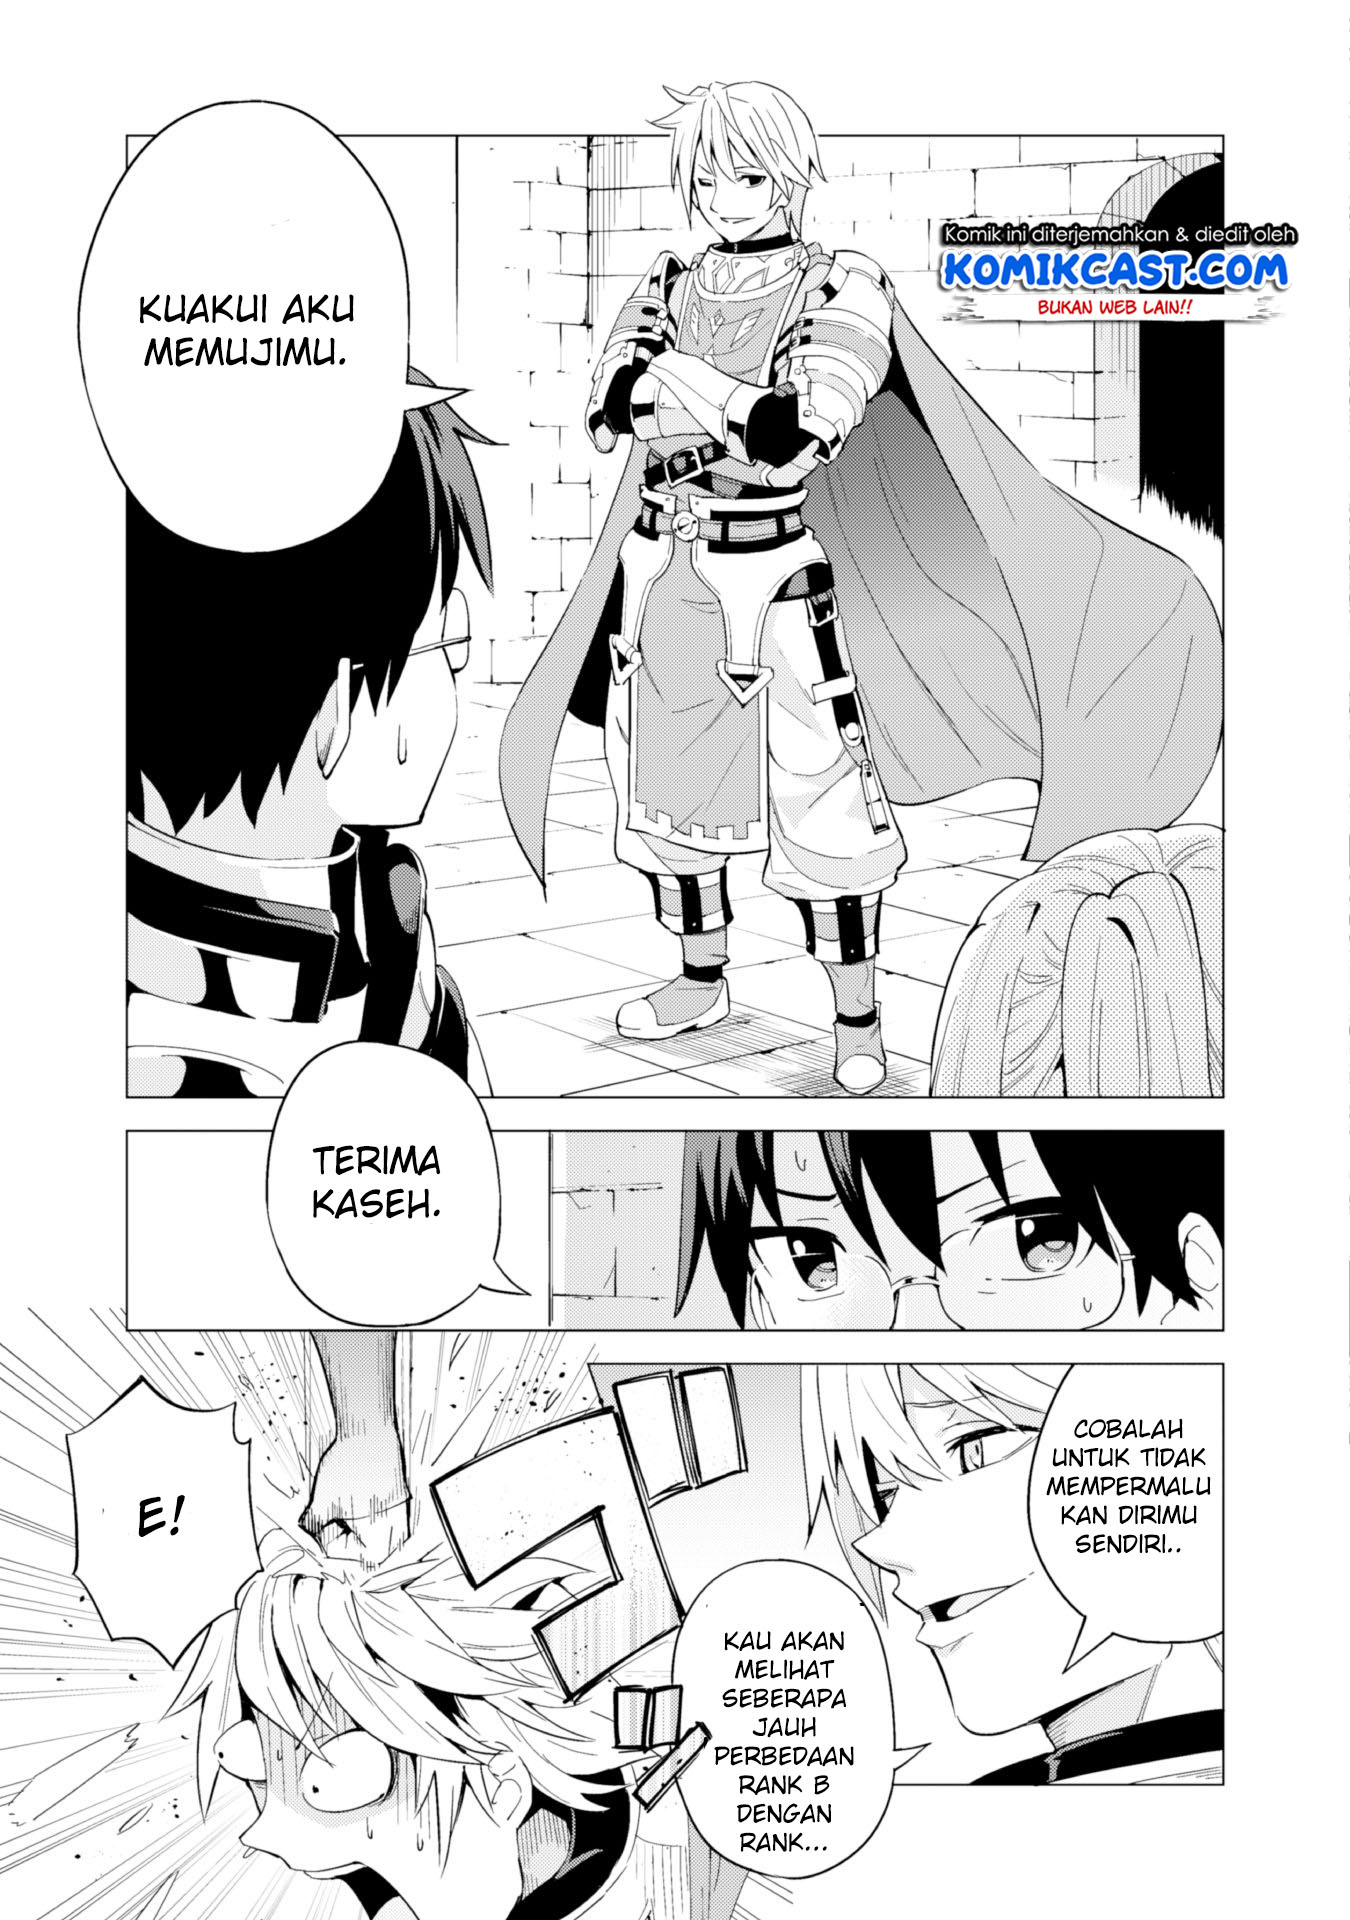 Komik ini diterjemahkan & diedit oleh
KOMIKCAST.COM
BUKAN WEB LAIN!!
KUAKUI AKU
MEMUJIMU.
TERIMA
KASEH.
COBALAH
UNTUK TIDAK
MEMPERMALU
KAN DIRIMU
SENDIRI..
KAU AKAN
MELIHAT
SEBERAPA
JAUH
PERBEDAAN
RANK B
DENGAN
RANK...
E!